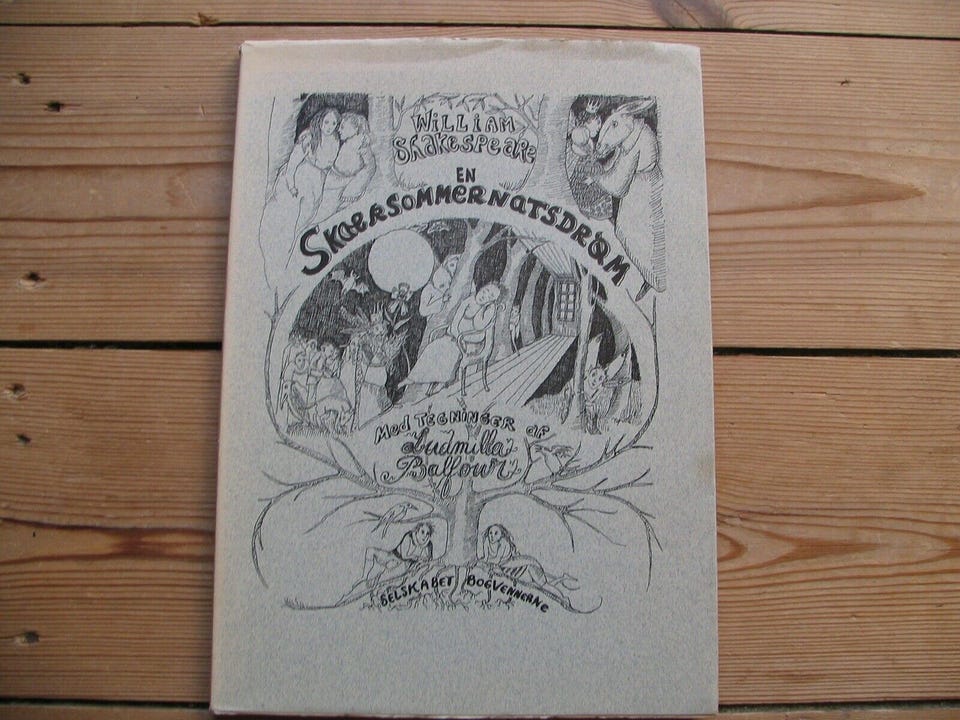 WiLLiAM
SHakeSPEARE
EN
SKÆRSOMMERNATSDRØM
MeD TEGNINGER AF
Ludmilla
Balfour
SELSKABET BOGVENNERNE